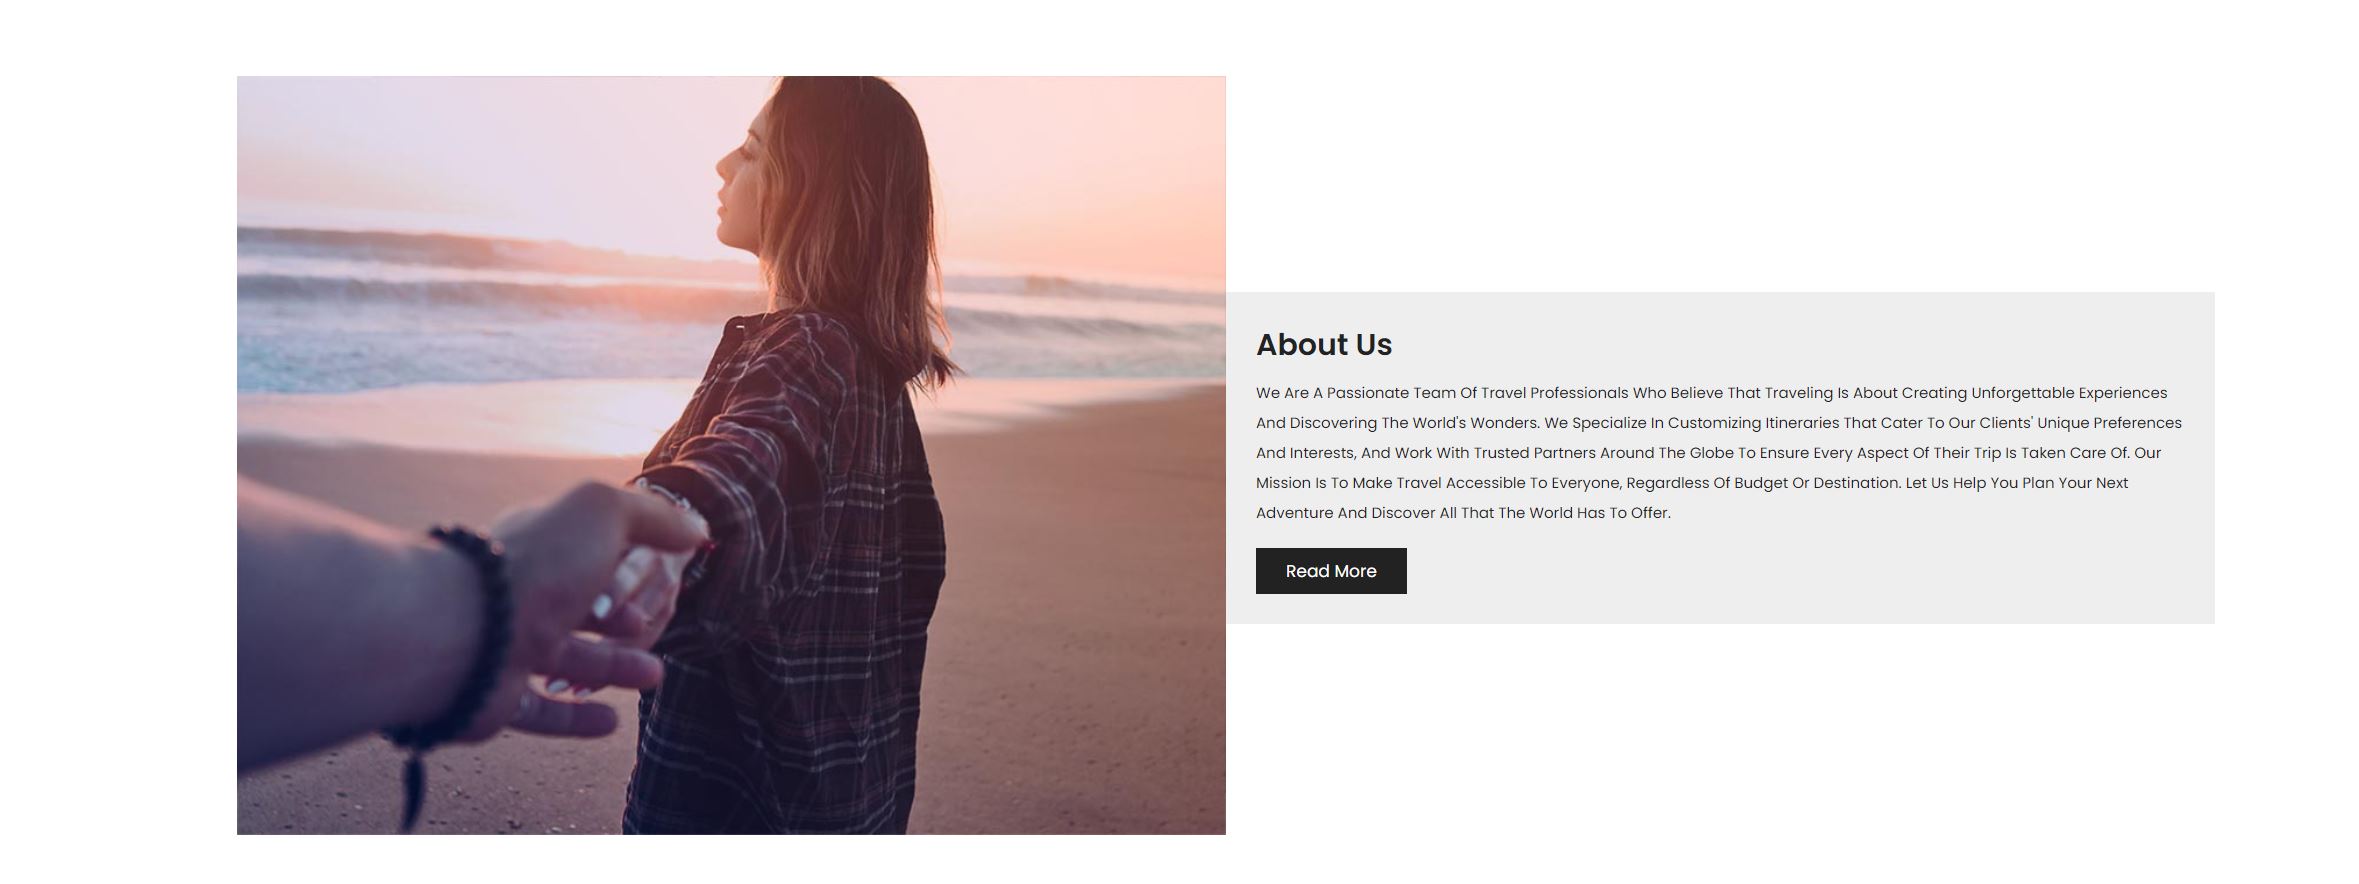 About Us
We Are A Passionate Team Of Travel Professionals Who Believe That Traveling Is About Creating Unforgettable Experiences
And Discovering The World's Wonders. We Specialize In Customizing Itineraries That Cater To Our Clients' Unique Preferences
And Interests, And Work With Trusted Partners Around The Globe To Ensure Every Aspect Of Their Trip Is Taken Care Of. Our
Mission Is To Make Travel Accessible To Everyone, Regardless Of Budget Or Destination. Let Us Help You Plan Your Next
Adventure And Discover All That The World Has To Offer.
Read More